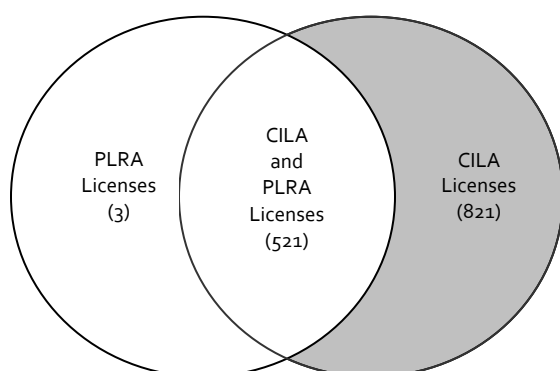 PLRA
Licenses
(3)
CILA
and
PLRA
Licenses
(521)
CILA
Licenses
(821)